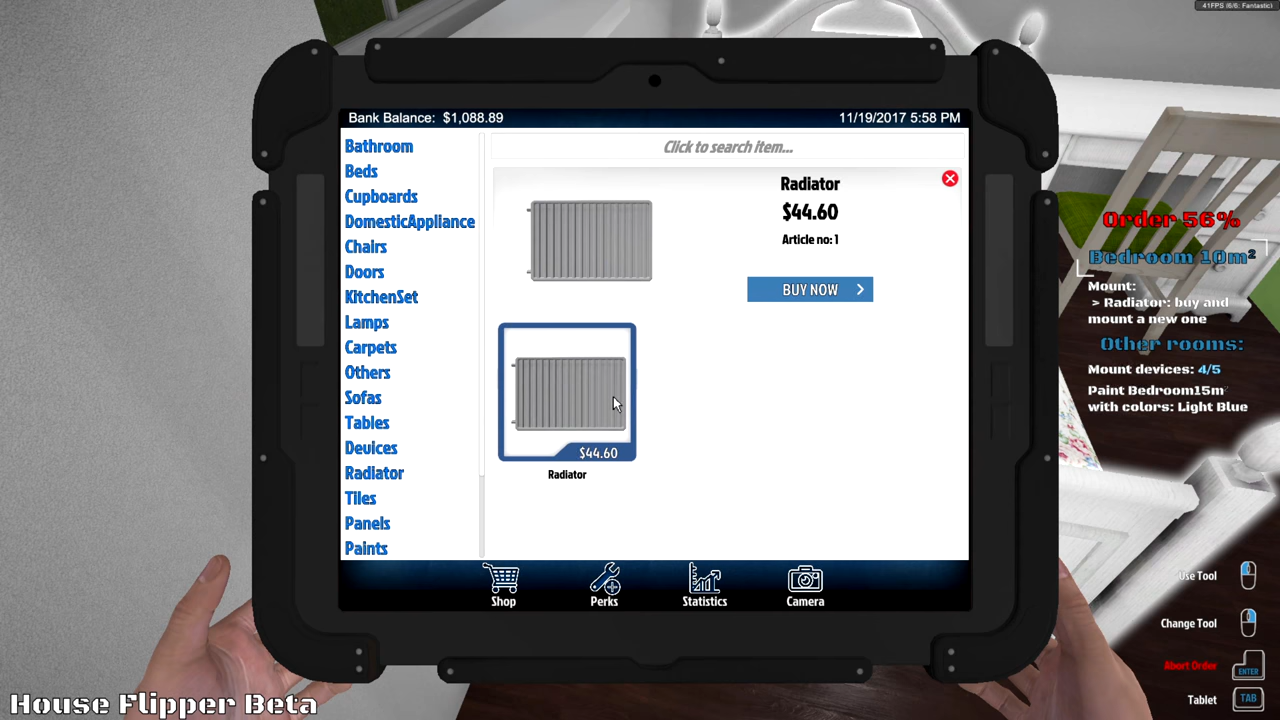 41FPS (6/6: Fantastic)
Bank Balance: $1,088.89
11/19/2017 5:58 PM
Bathroom
Beds
Cupboards
DomesticAppliance
Chairs
Doors
KitchenSet
Lamps
Carpets
Others
Sofas
Tables
Devices
Radiator
Tiles
Panels
Paints
Click to search item...
Radiator
$44.60
Article no: 1
BUY NOW
$44.60
Radiator
Shop
Perks
Statistics
Camera
Order 56%
Bedroom 10m²
Mount:
> Radiator: buy and
mount a new one
Other rooms:
Mount devices: 4/5
Paint Bedroom15m²
with colors: Light Blue
Use Tool
Change Tool
Abort Order
ENTER
Tablet
TAB
House Flipper Beta